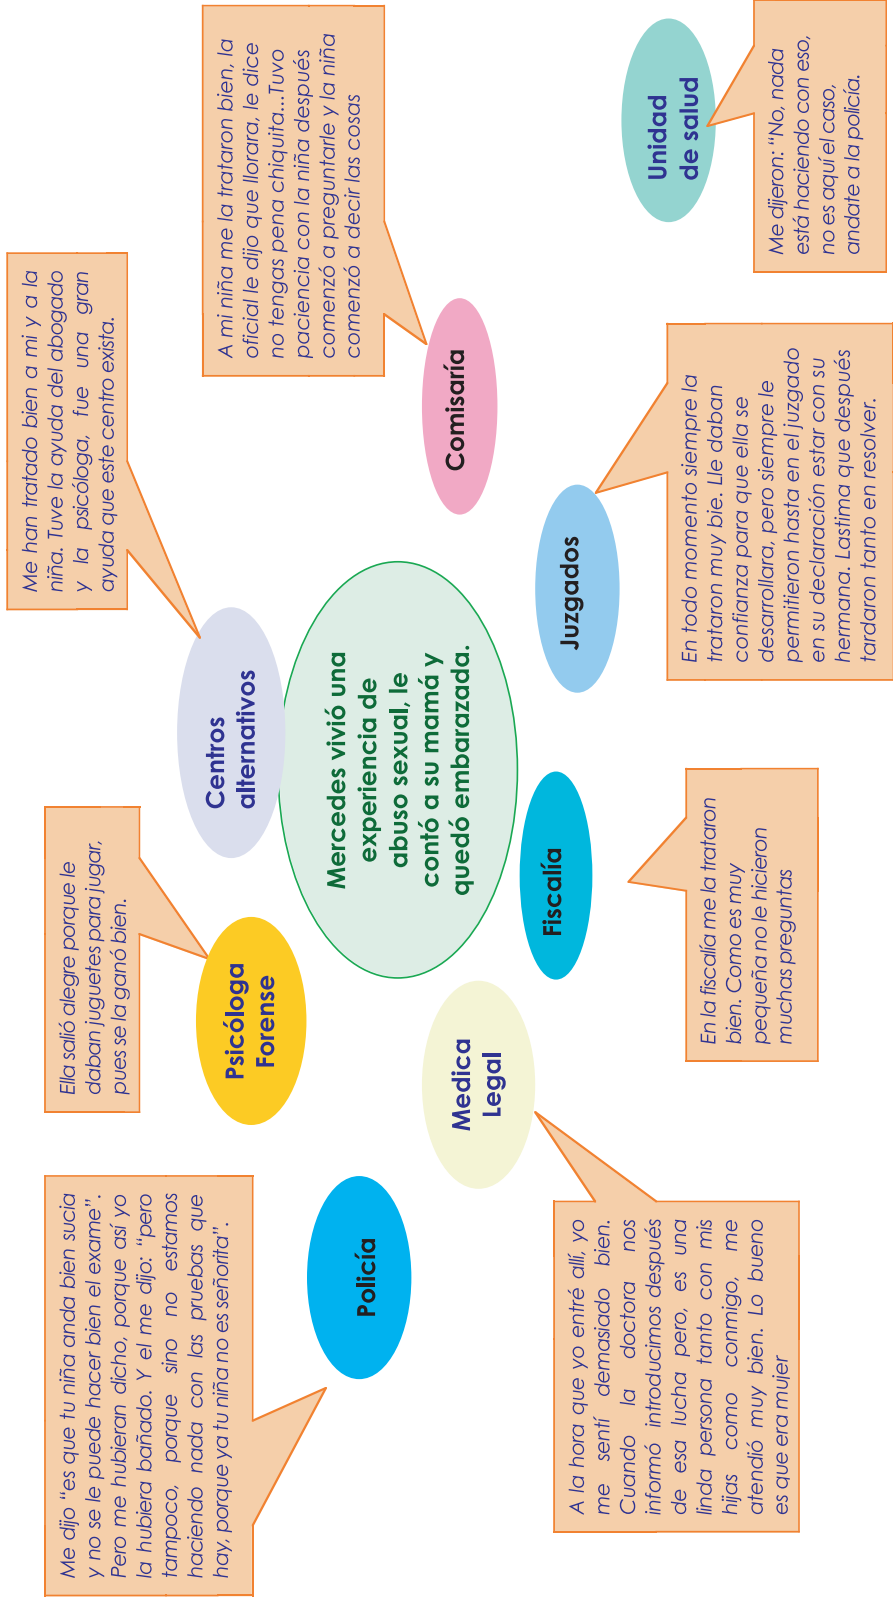 Me dijo “es que tu niña anda bien sucia
y no se le puede hacer bien el exame”.
Pero me hubieran dicho, porque así yo
la hubiera bañado. Y el me dijo: “pero
tampoco, porque sino no estamos
haciendo nada con las pruebas que
hay, porque ya tu niña no es señorita”.
Policía
Ella salió alegre porque le
daban juguetes para jugar,
pues se la ganó bien.
Psicóloga
Forense
Me han tratado bien a mi y a la
niña. Tuve la ayuda del abogado
y la psicóloga, fue una gran
ayuda que este centro exista.
Centros
alternativos
A mi niña me la trataron bien, la
oficial le dijo que llorara, le dice
no tengas pena chiquita...Tuvo
paciencia con la niña después
comenzó a preguntarle y la niña
comenzó a decir las cosas
Comisaría
Mercedes vivió una
experiencia de
abuso sexual, le
contó a su mamá y
quedó embarazada.
Medica
Legal
A la hora que yo entré allí, yo
me sentí demasiado bien.
Cuando la doctora nos
informó introducimos después
de esa lucha pero, es una
linda persona tanto con mis
hijas como conmigo, me
atendió muy bien. Lo bueno
es que era mujer
Fiscalía
En la fiscalía me la trataron
bien. Como es muy
pequeña no le hicieron
muchas preguntas
Juzgados
En todo momento siempre la
trataron muy bie. Lle daban
confianza para que ella se
desarrollara, pero siempre le
permitieron hasta en el juzgado
en su declaración estar con su
hermana. Lastima que después
tardaron tanto en resolver.
Unidad
de salud
Me dijeron: “No, nada
está haciendo con eso,
no es aquí el caso,
andate a la policía.